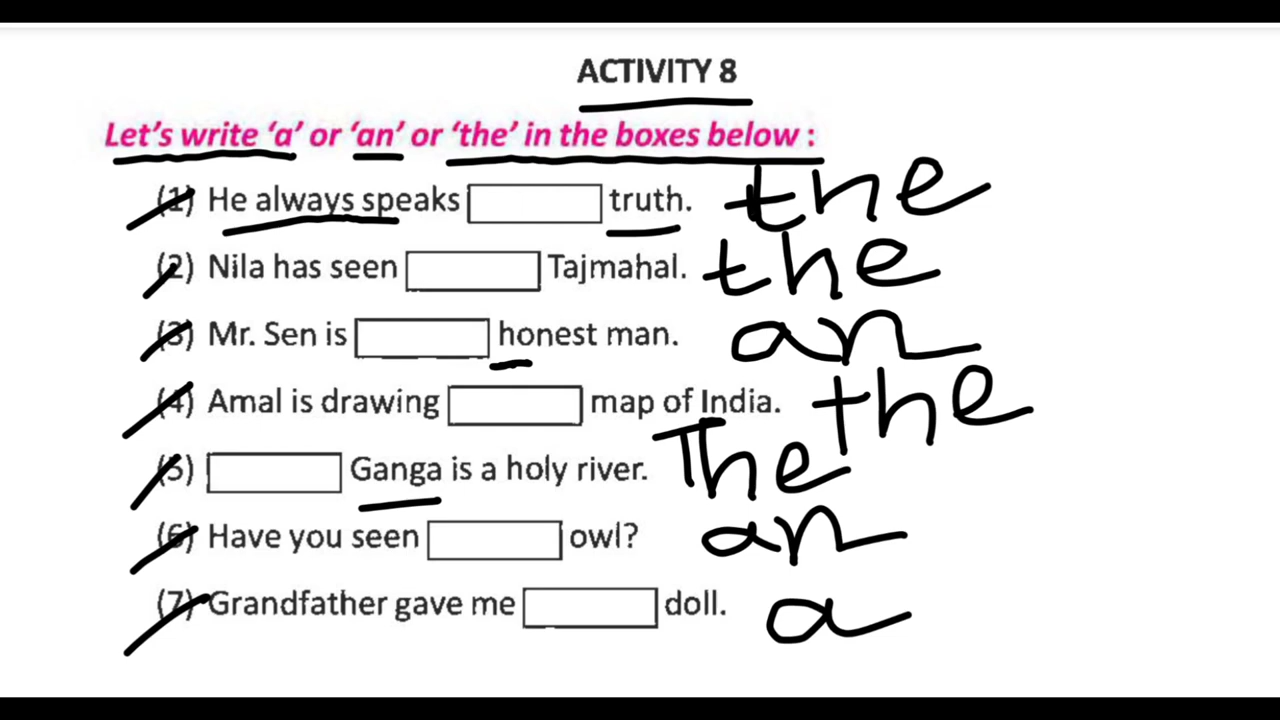 ACTIVITY 8
Let's write 'a' or 'an' or 'the' in the boxes below :
(1) He always speaks truth. the
(2) Nila has seen Tajmahal. the
(3) Mr. Sen is honest man. an
(4) Amal is drawing map of India. the
(5) Ganga is a holy river. The
(6) Have you seen owl? an
(7) Grandfather gave me doll. a